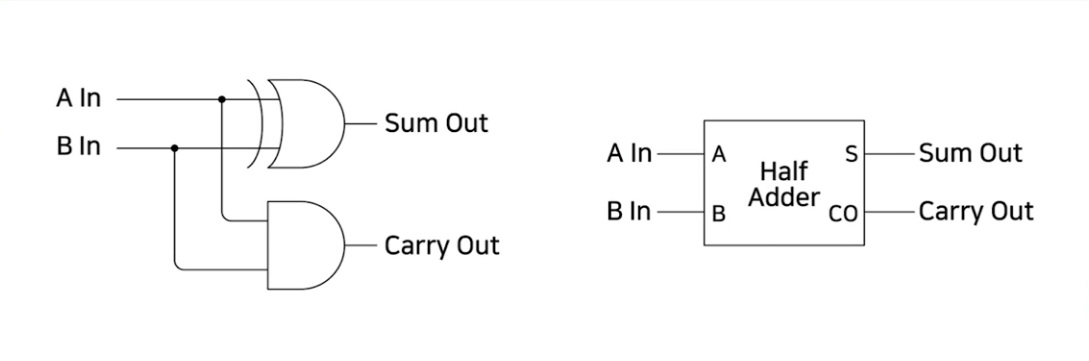 A In
B In
Sum Out
Carry Out
A In
B In
A
B
Half
Adder
S
CO
Sum Out
Carry Out